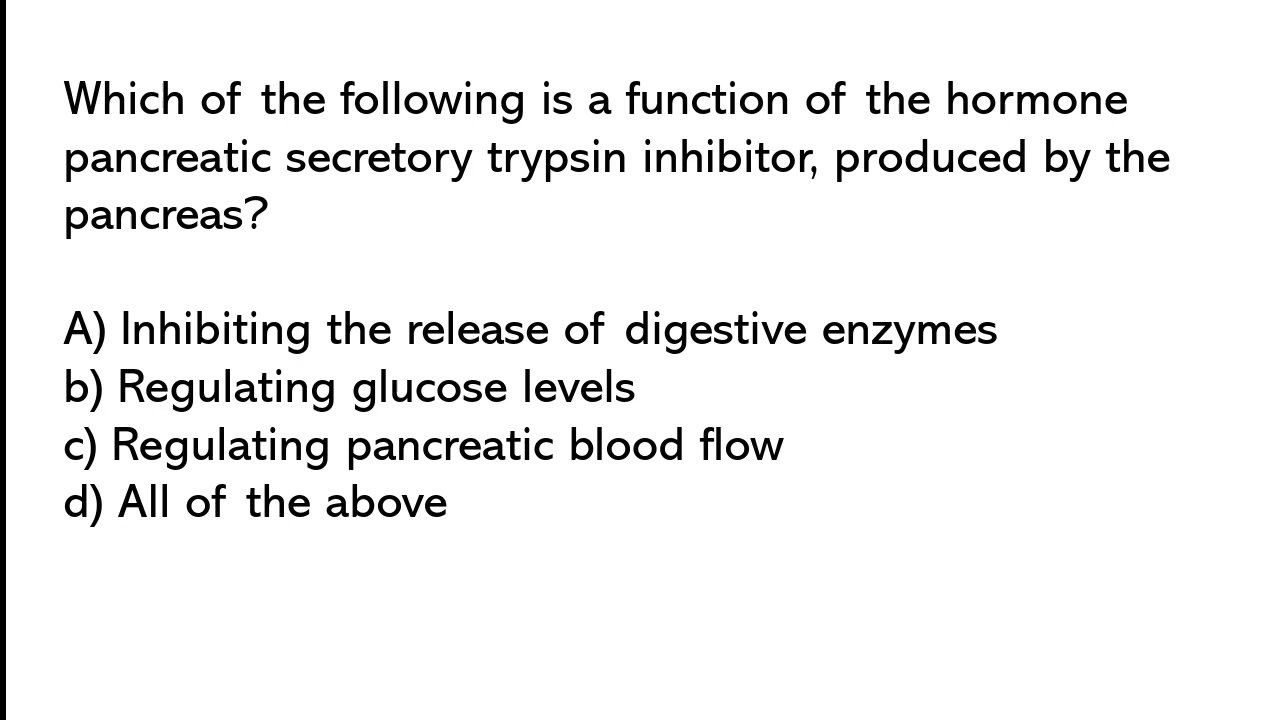 Which of the following is a function of the hormone
pancreatic secretory trypsin inhibitor, produced by the
pancreas?
A) Inhibiting the release of digestive enzymes
b) Regulating glucose levels
c) Regulating pancreatic blood flow
d) All of the above